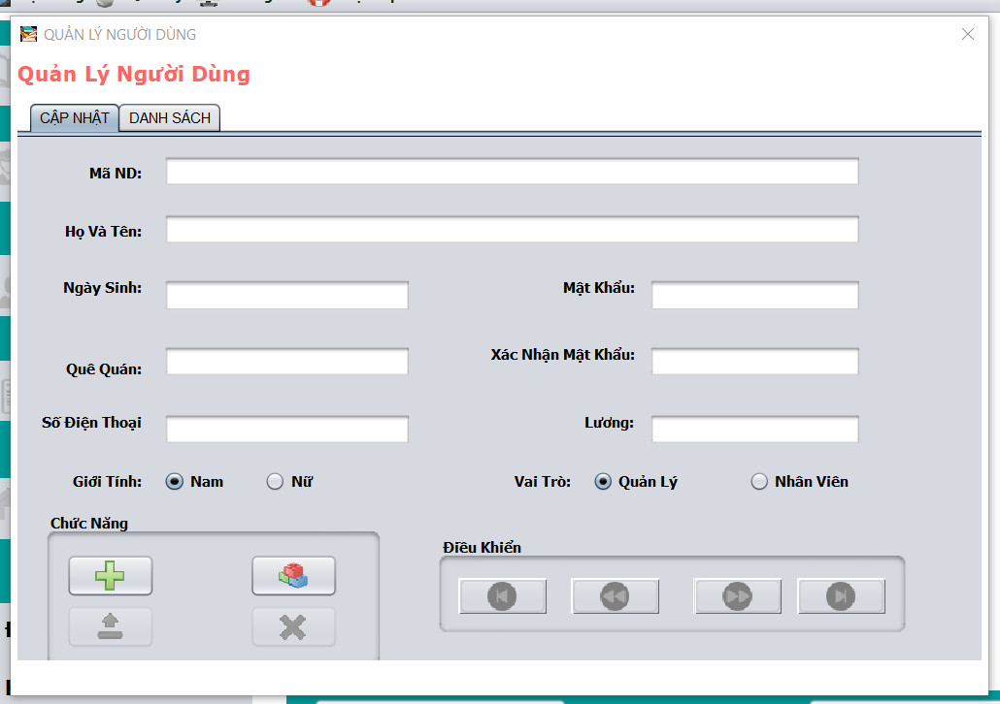 QUẢN LÝ NGƯỜI DÙNG
Quản Lý Người Dùng
CẬP NHẬT DANH SÁCH
Mã ND:
Họ Và Tên:
Ngày Sinh: Mật Khẩu:
Quê Quán: Xác Nhận Mật Khẩu:
Số Điện Thoại Lương:
Giới Tính: Nam Nữ Vai Trò: Quản Lý Nhân Viên
Chức Năng
Điều Khiển